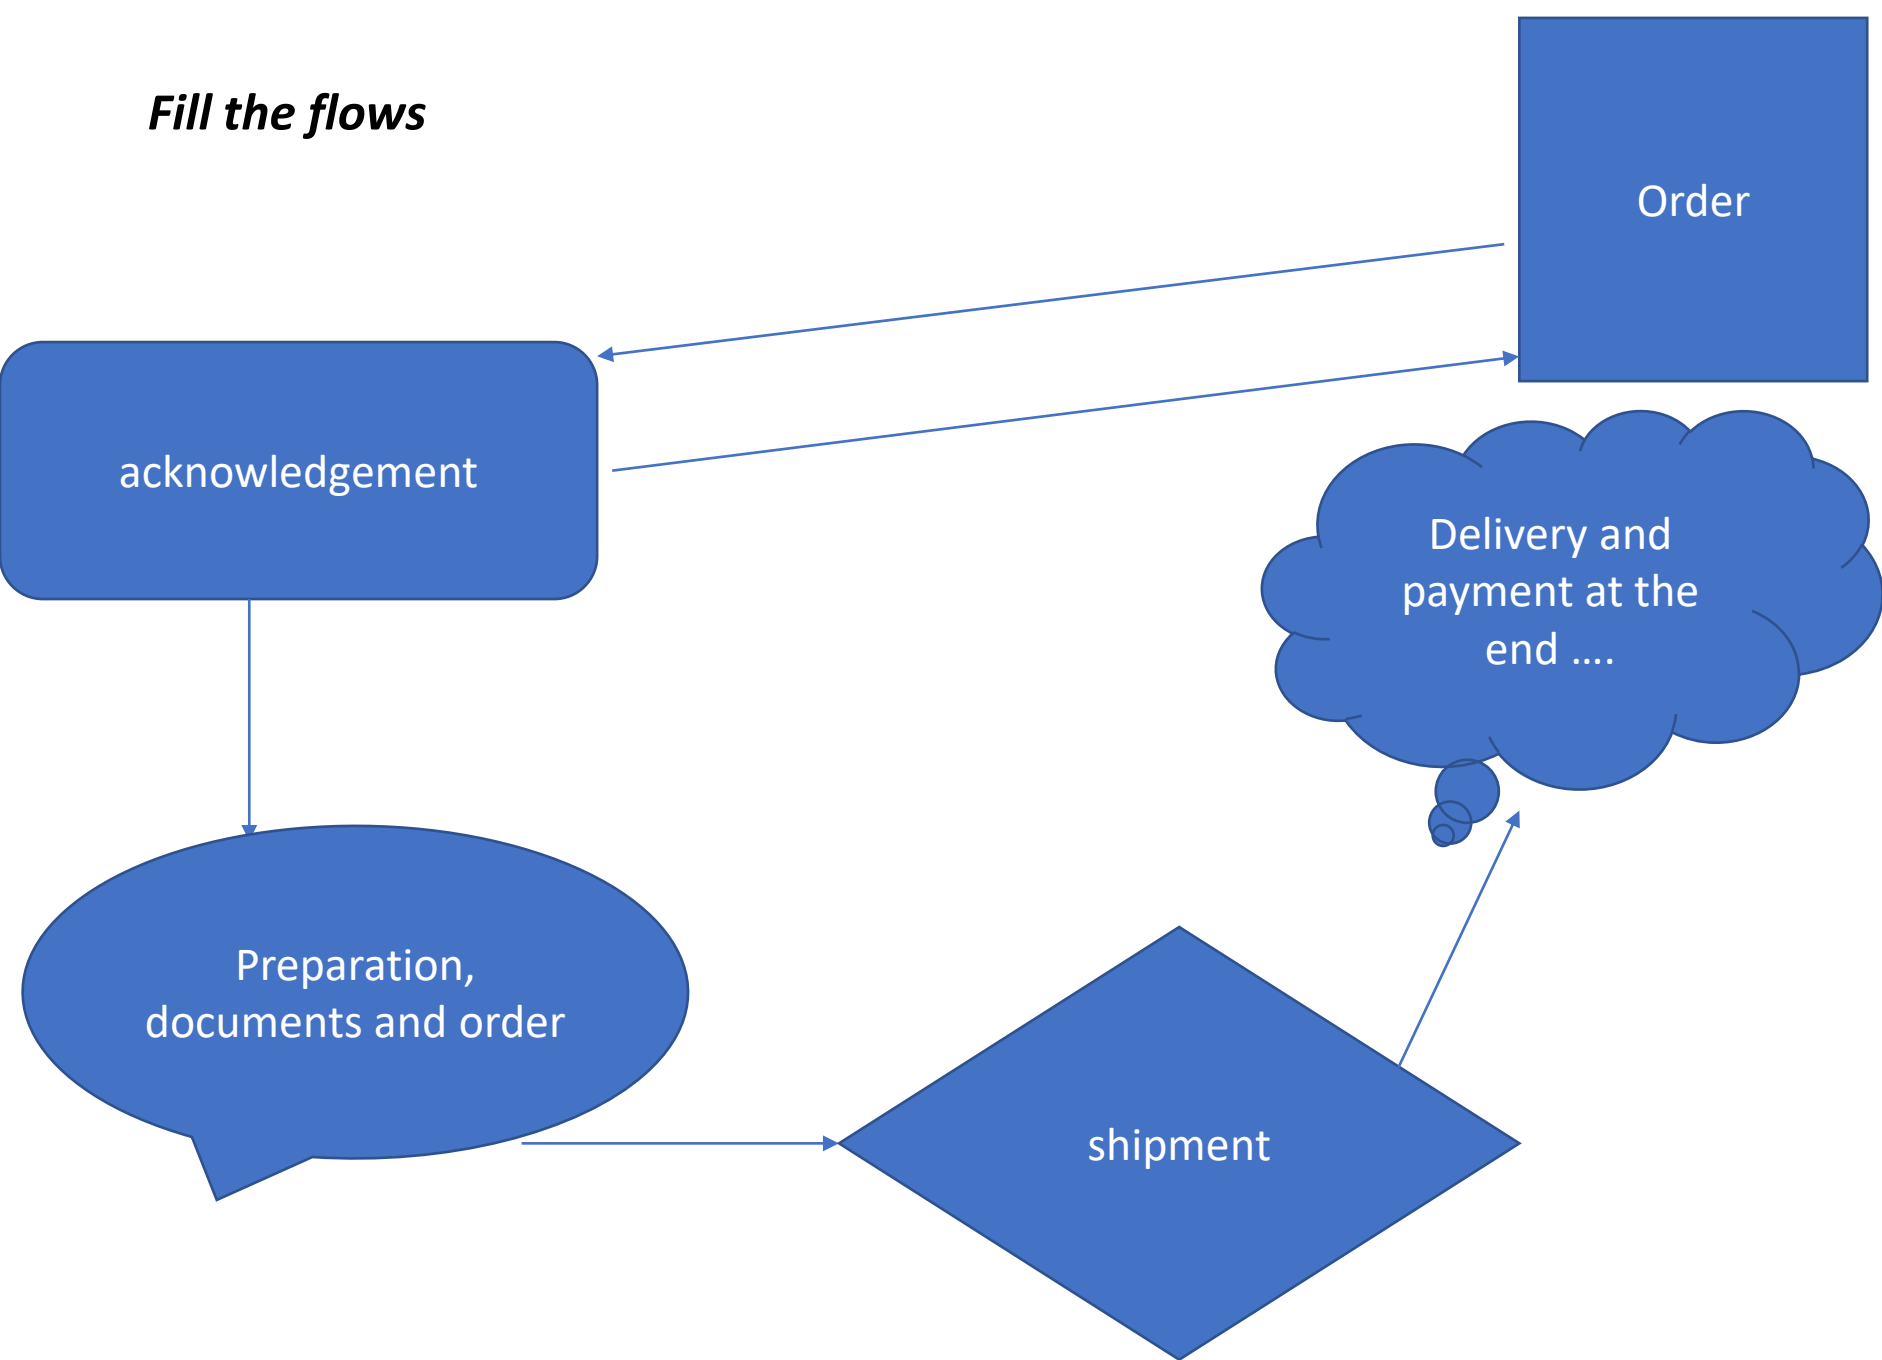 Fill the flows
Order
acknowledgement
Delivery and
payment at the
end ....
Preparation,
documents and order
shipment